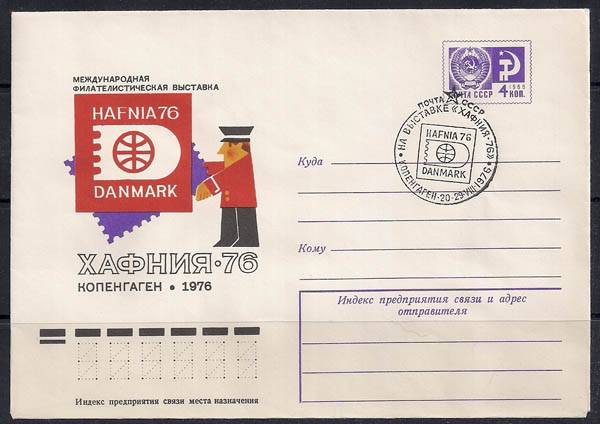 МЕЖДУНАРОДНАЯ
ФИЛАТЕЛИСТИЧЕСКАЯ ВЫСТАВКА
HAFNIA 76
DANMARK
ХАФНИЯ·76
КОПЕНГАГЕН • 1976
Индекс предприятия связи места назначения
1966
ПОЧТА СССР 4 КОП.
ПОЧТА СССР
НА ВЫСТАВКЕ «ХАФНИЯ-76»
HAFNIA 76
DANMARK
КОПЕНГАГЕН·20-29·VIII·1976
Куда
Кому
Индекс предприятия связи и адрес
отправителя